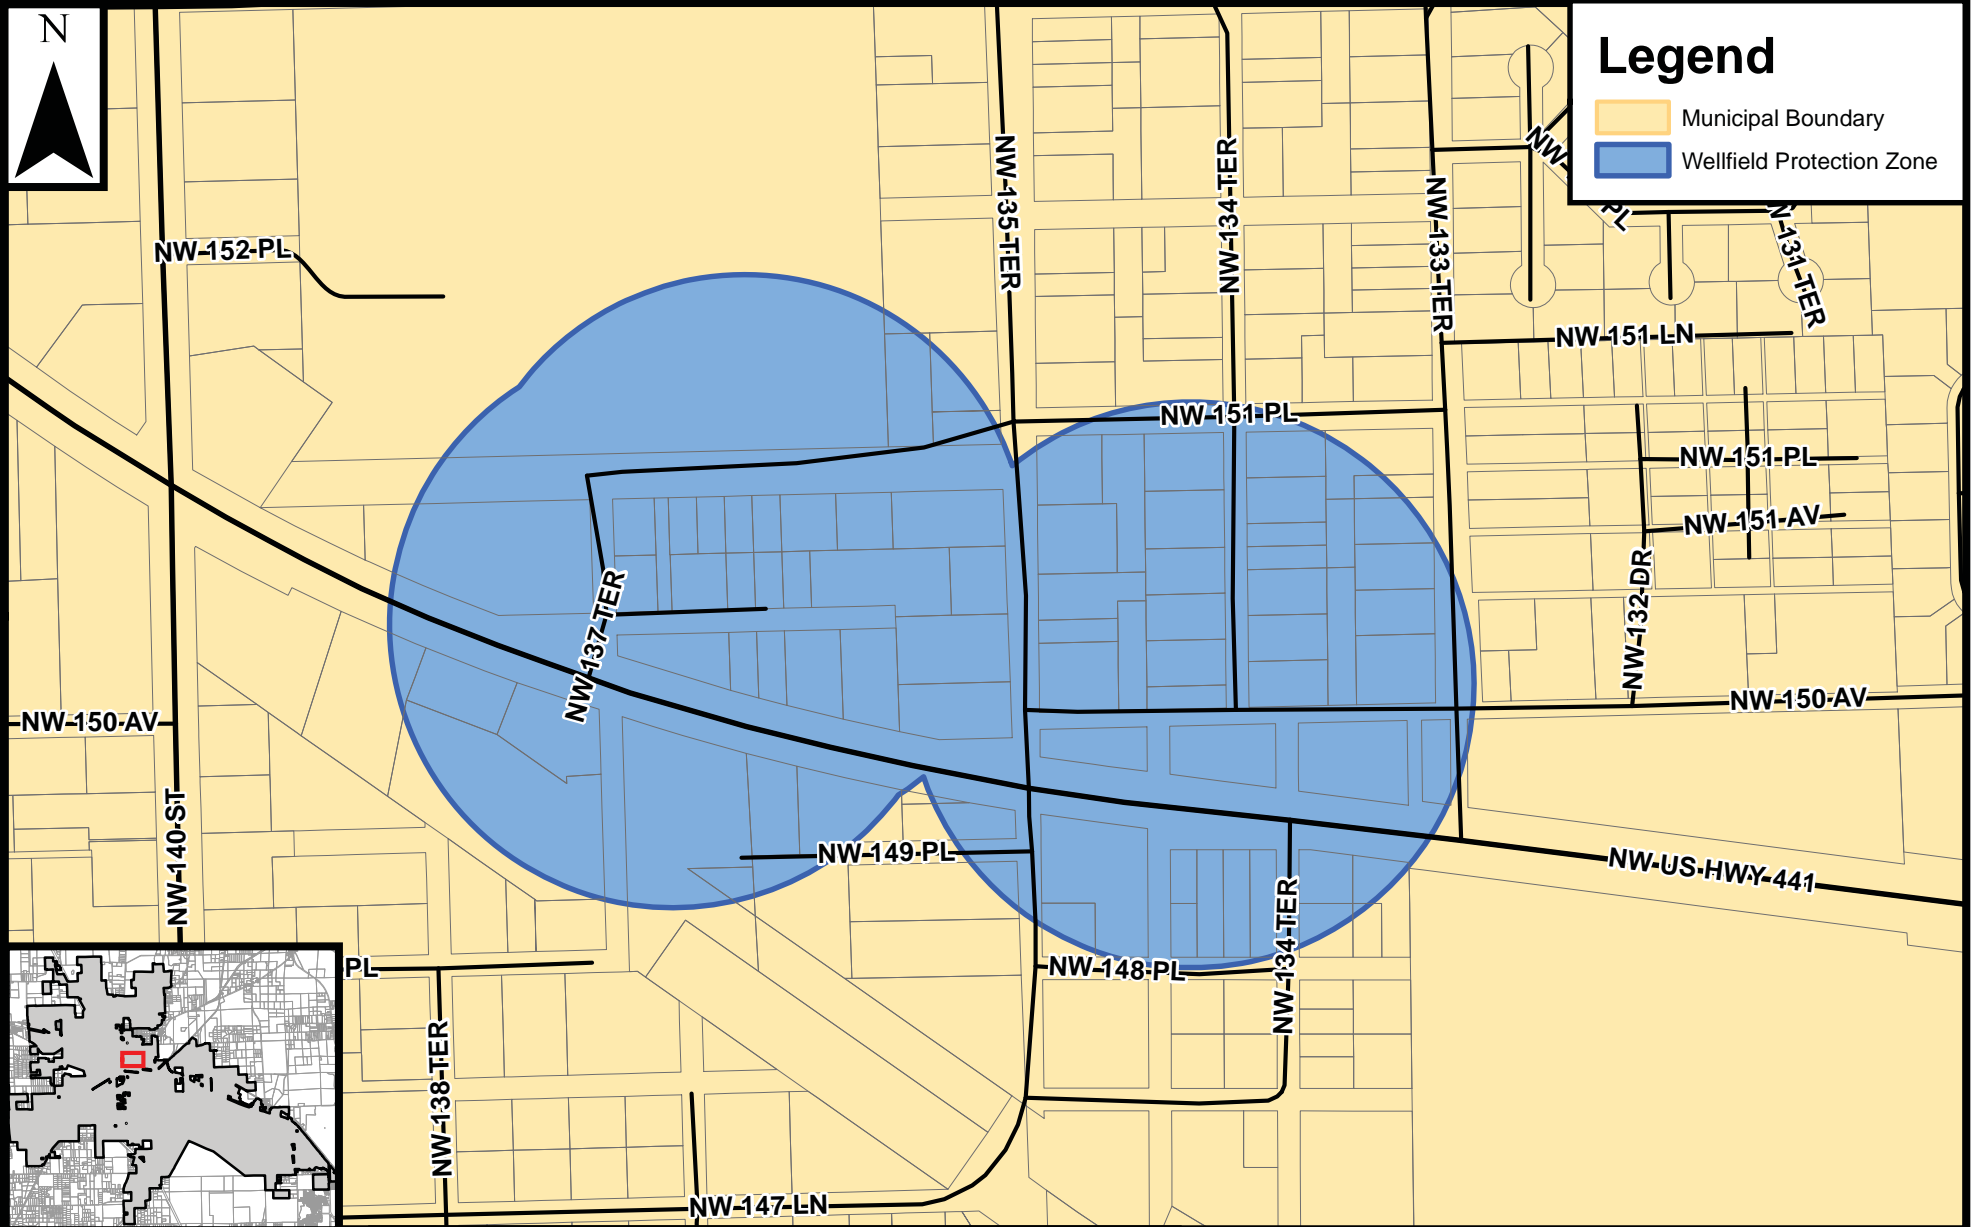 N
Legend
Municipal Boundary
Wellfield Protection Zone
NW 152 PL
NW 135 TER
NW 134 TER
NW 133 TER
NW
PL
131 TER
NW 151 LN
NW 151 PL
NW 151 PL
NW 151 AV
NW 132 DR
NW 137 TER
NW 150 AV
NW 150 AV
NW 140 ST
NW 149 PL
NW US HWY 441
NW 134 TER
NW 148 PL
PL
NW 138 TER
NW 147 LN